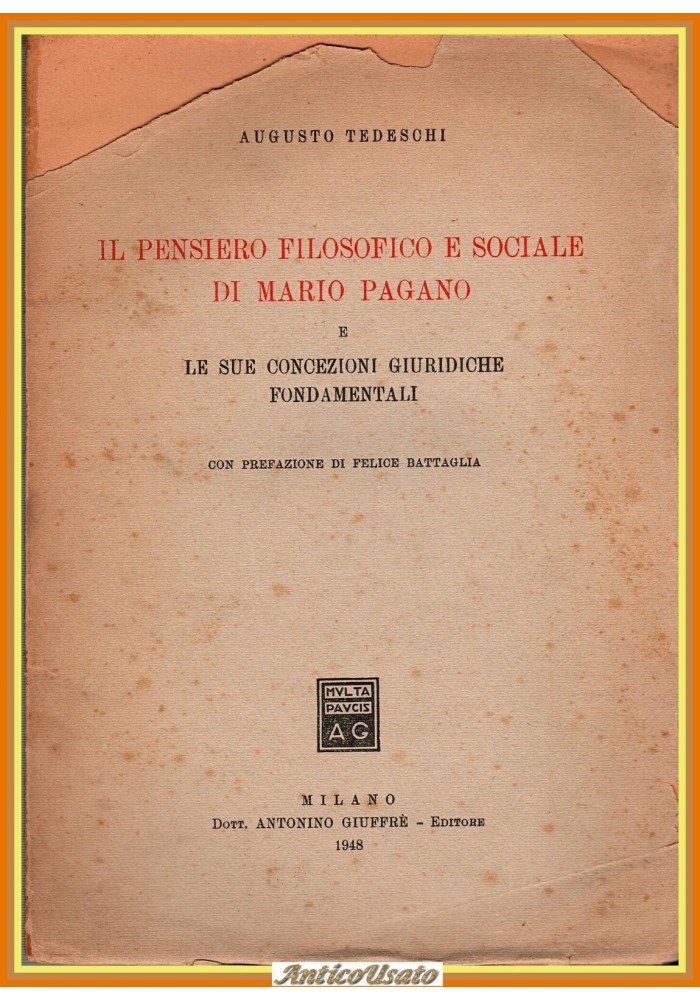 AUGUSTO TEDESCHI
IL PENSIERO FILOSOFICO E SOCIALE
DI MARIO PAGANO
E
LE SUE CONCEZIONI GIURIDICHE
FONDAMENTALI
CON PREFAZIONE DI FELICE BATTAGLIA
MVLTA
PAVCIS
AG
MILANO
DOTT. ANTONINO GIUFFRÈ - EDITORE
1948
AnticoUsato